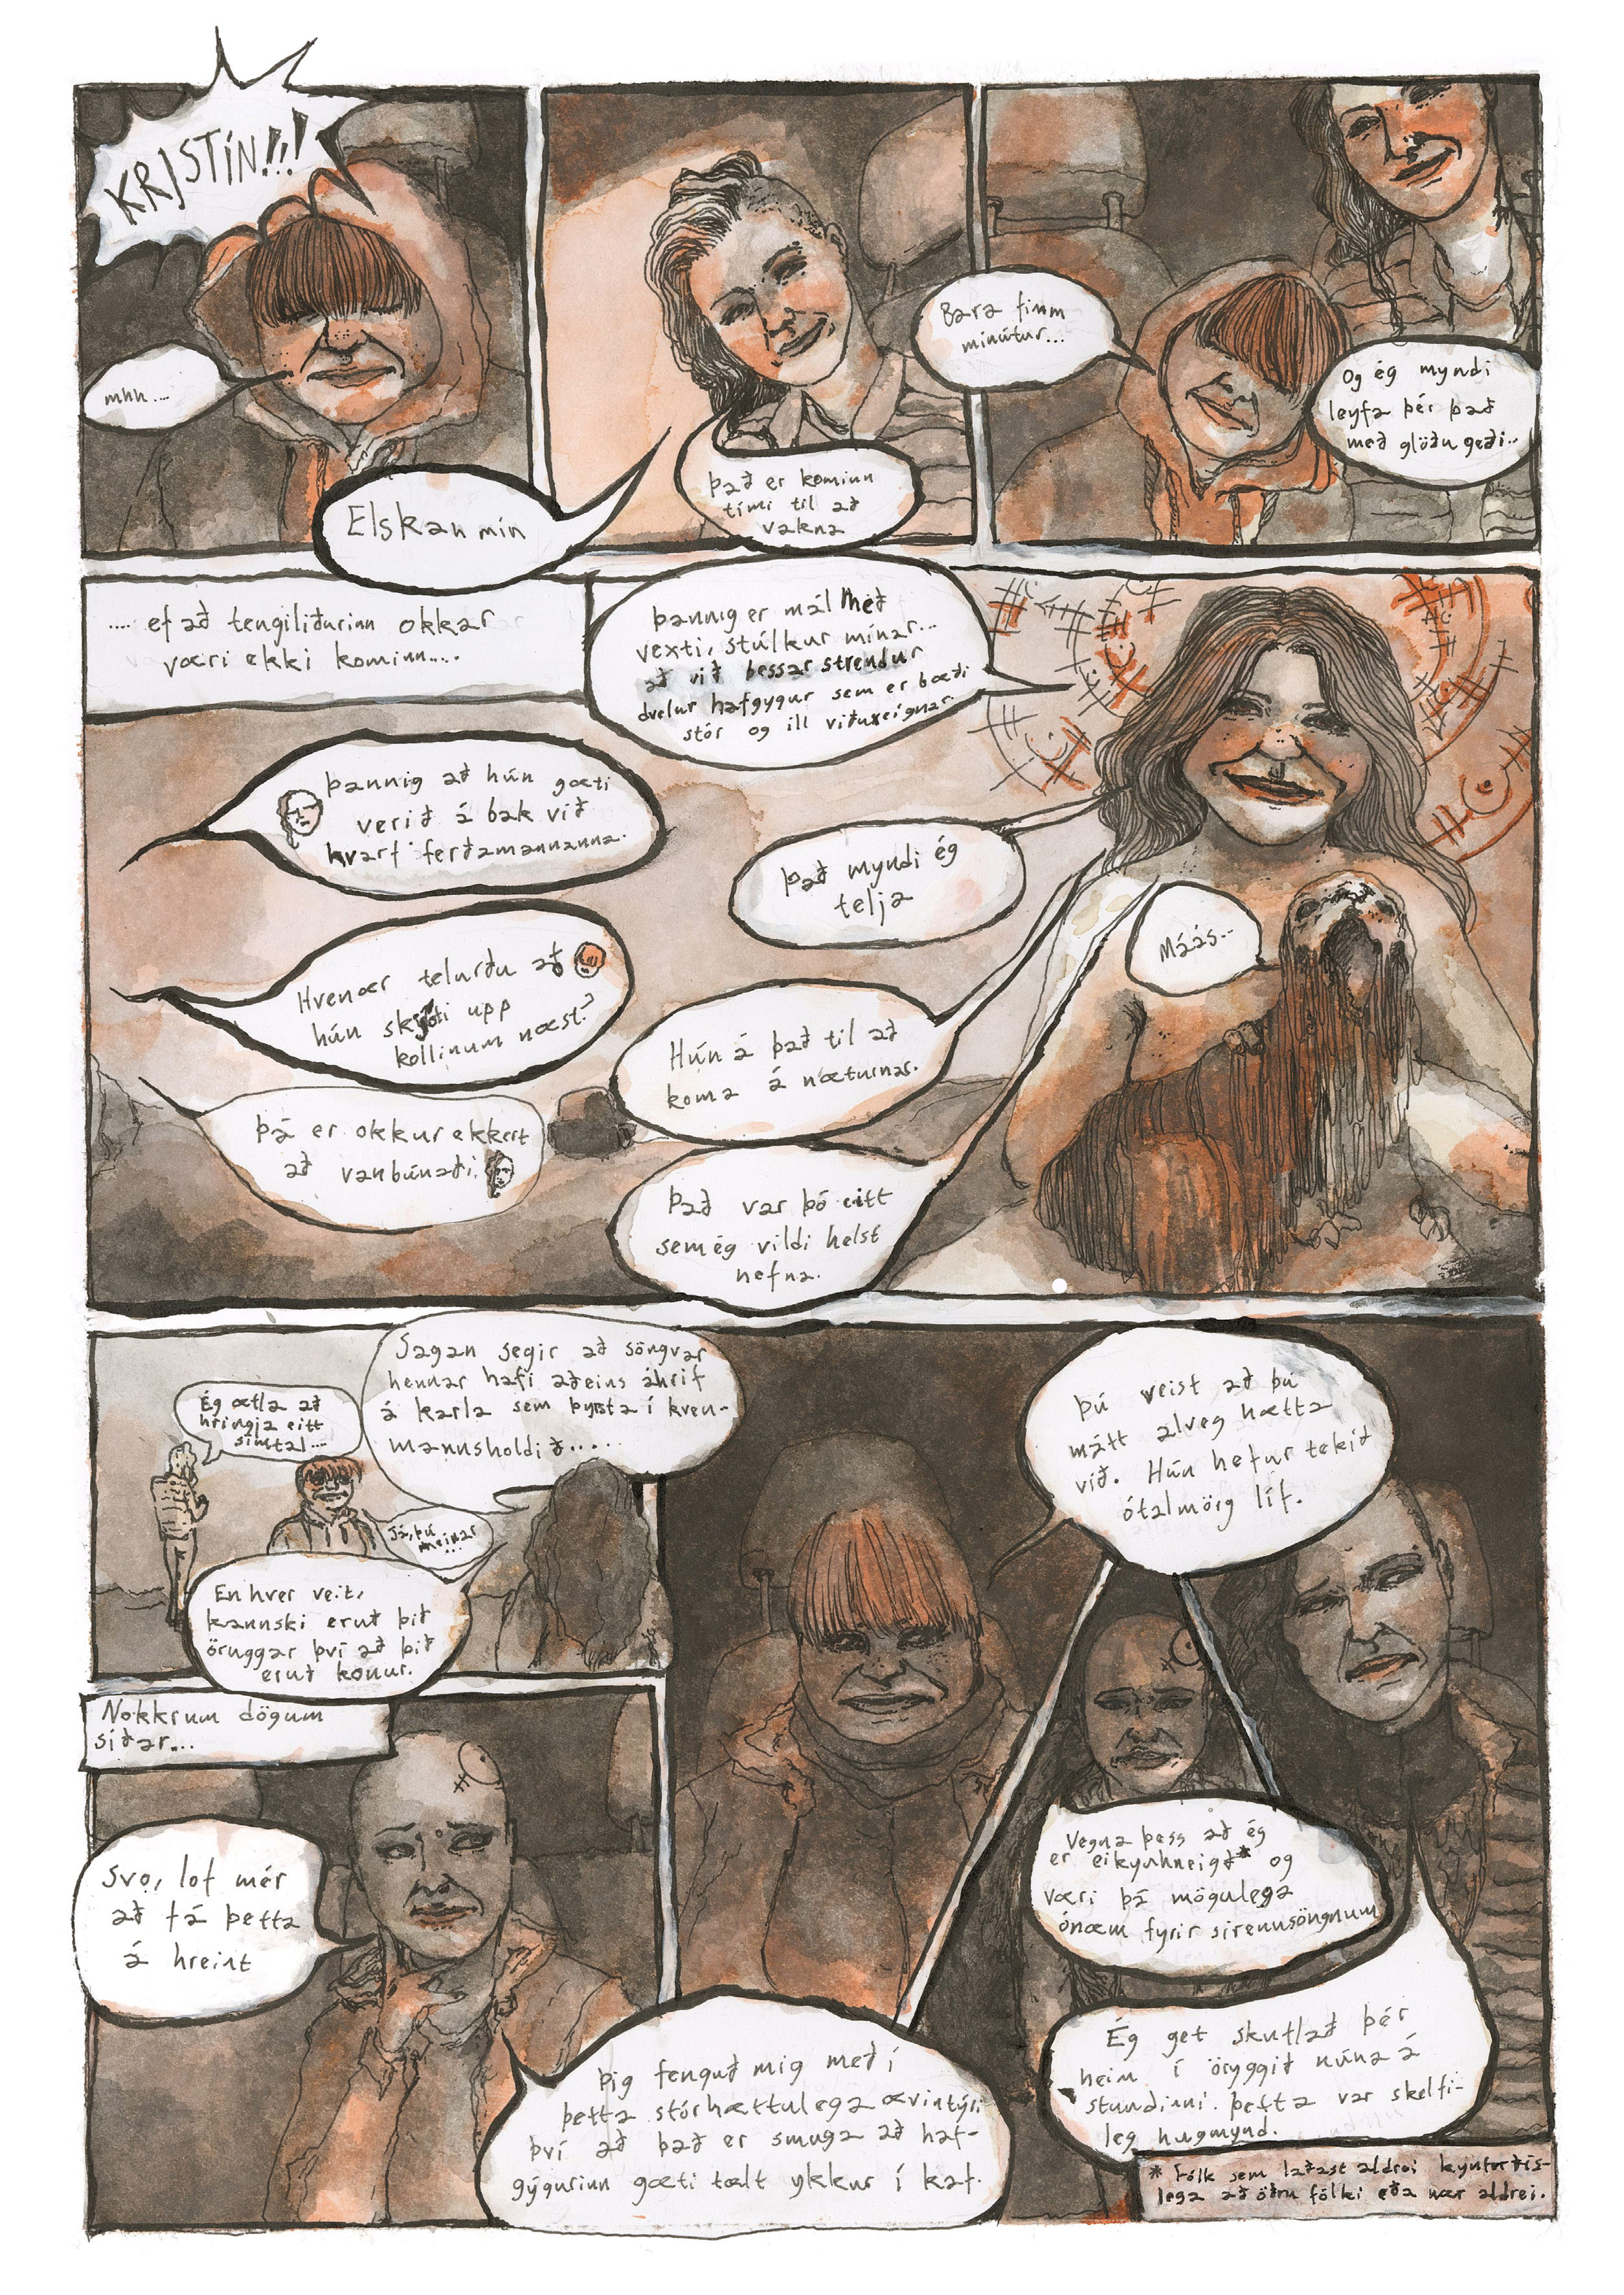 KRISTÍN!!!
mhh....
Elskan mín
Það er kominn
tími til að
vakna
Bara fimm
mínútur...
Og ég myndi
leyfa þér það
með glöðu geði..
.... ef að tengiliðurinn okkar
væri ekki kominn....
Þannig er mál með
vexti, stúlkur mínar...
að við þessar strendur
dvelur hafgýgur sem er bæði
stór og ill viðureignar.
Þannig að hún gæti
verið á bak við
hvarf ferðamannanna.
Það myndi ég
telja
Máás...
Hvenær telurðu að
hún skjóti upp
kollinum næst?
Hún á það til að
koma á næturnar.
Þá er okkur ekkert
að vanbúnaði.
Það var þó eitt
sem ég vildi helst
nefna.
Sagan segir að söngvar
hennar hafi aðeins áhrif
á karla sem þyrsta í kven-
mannsholdið.....
Ég ætla að
hringja eitt
símtal....
Já, þú
meinar
...
En hver veit,
kannski eruð þið
öruggar því að þið
eruð konur.
Nokkrum dögum
síðar...
Svo, lof mér
að fá þetta
á hreint
Þið fenguð mig með í
þetta stórhættulega ævintýri
því að það er smuga að haf-
gýgurinn gæti tælt ykkur í kaf.
Þú veist að þú
mátt alveg hætta
við. Hún hefur tekið
ótalmörg líf.
Vegna þess að ég
er eikynhneigð* og
væri þá mögulega
ónæm fyrir sírenusöngnum
Ég get skutlað þér
heim í öryggið núna á
stundinni. Þetta var skelfi-
leg hugmynd.
* Fólk sem laðast aldrei kynferðis-
lega að öðru fólki eða nær aldrei.